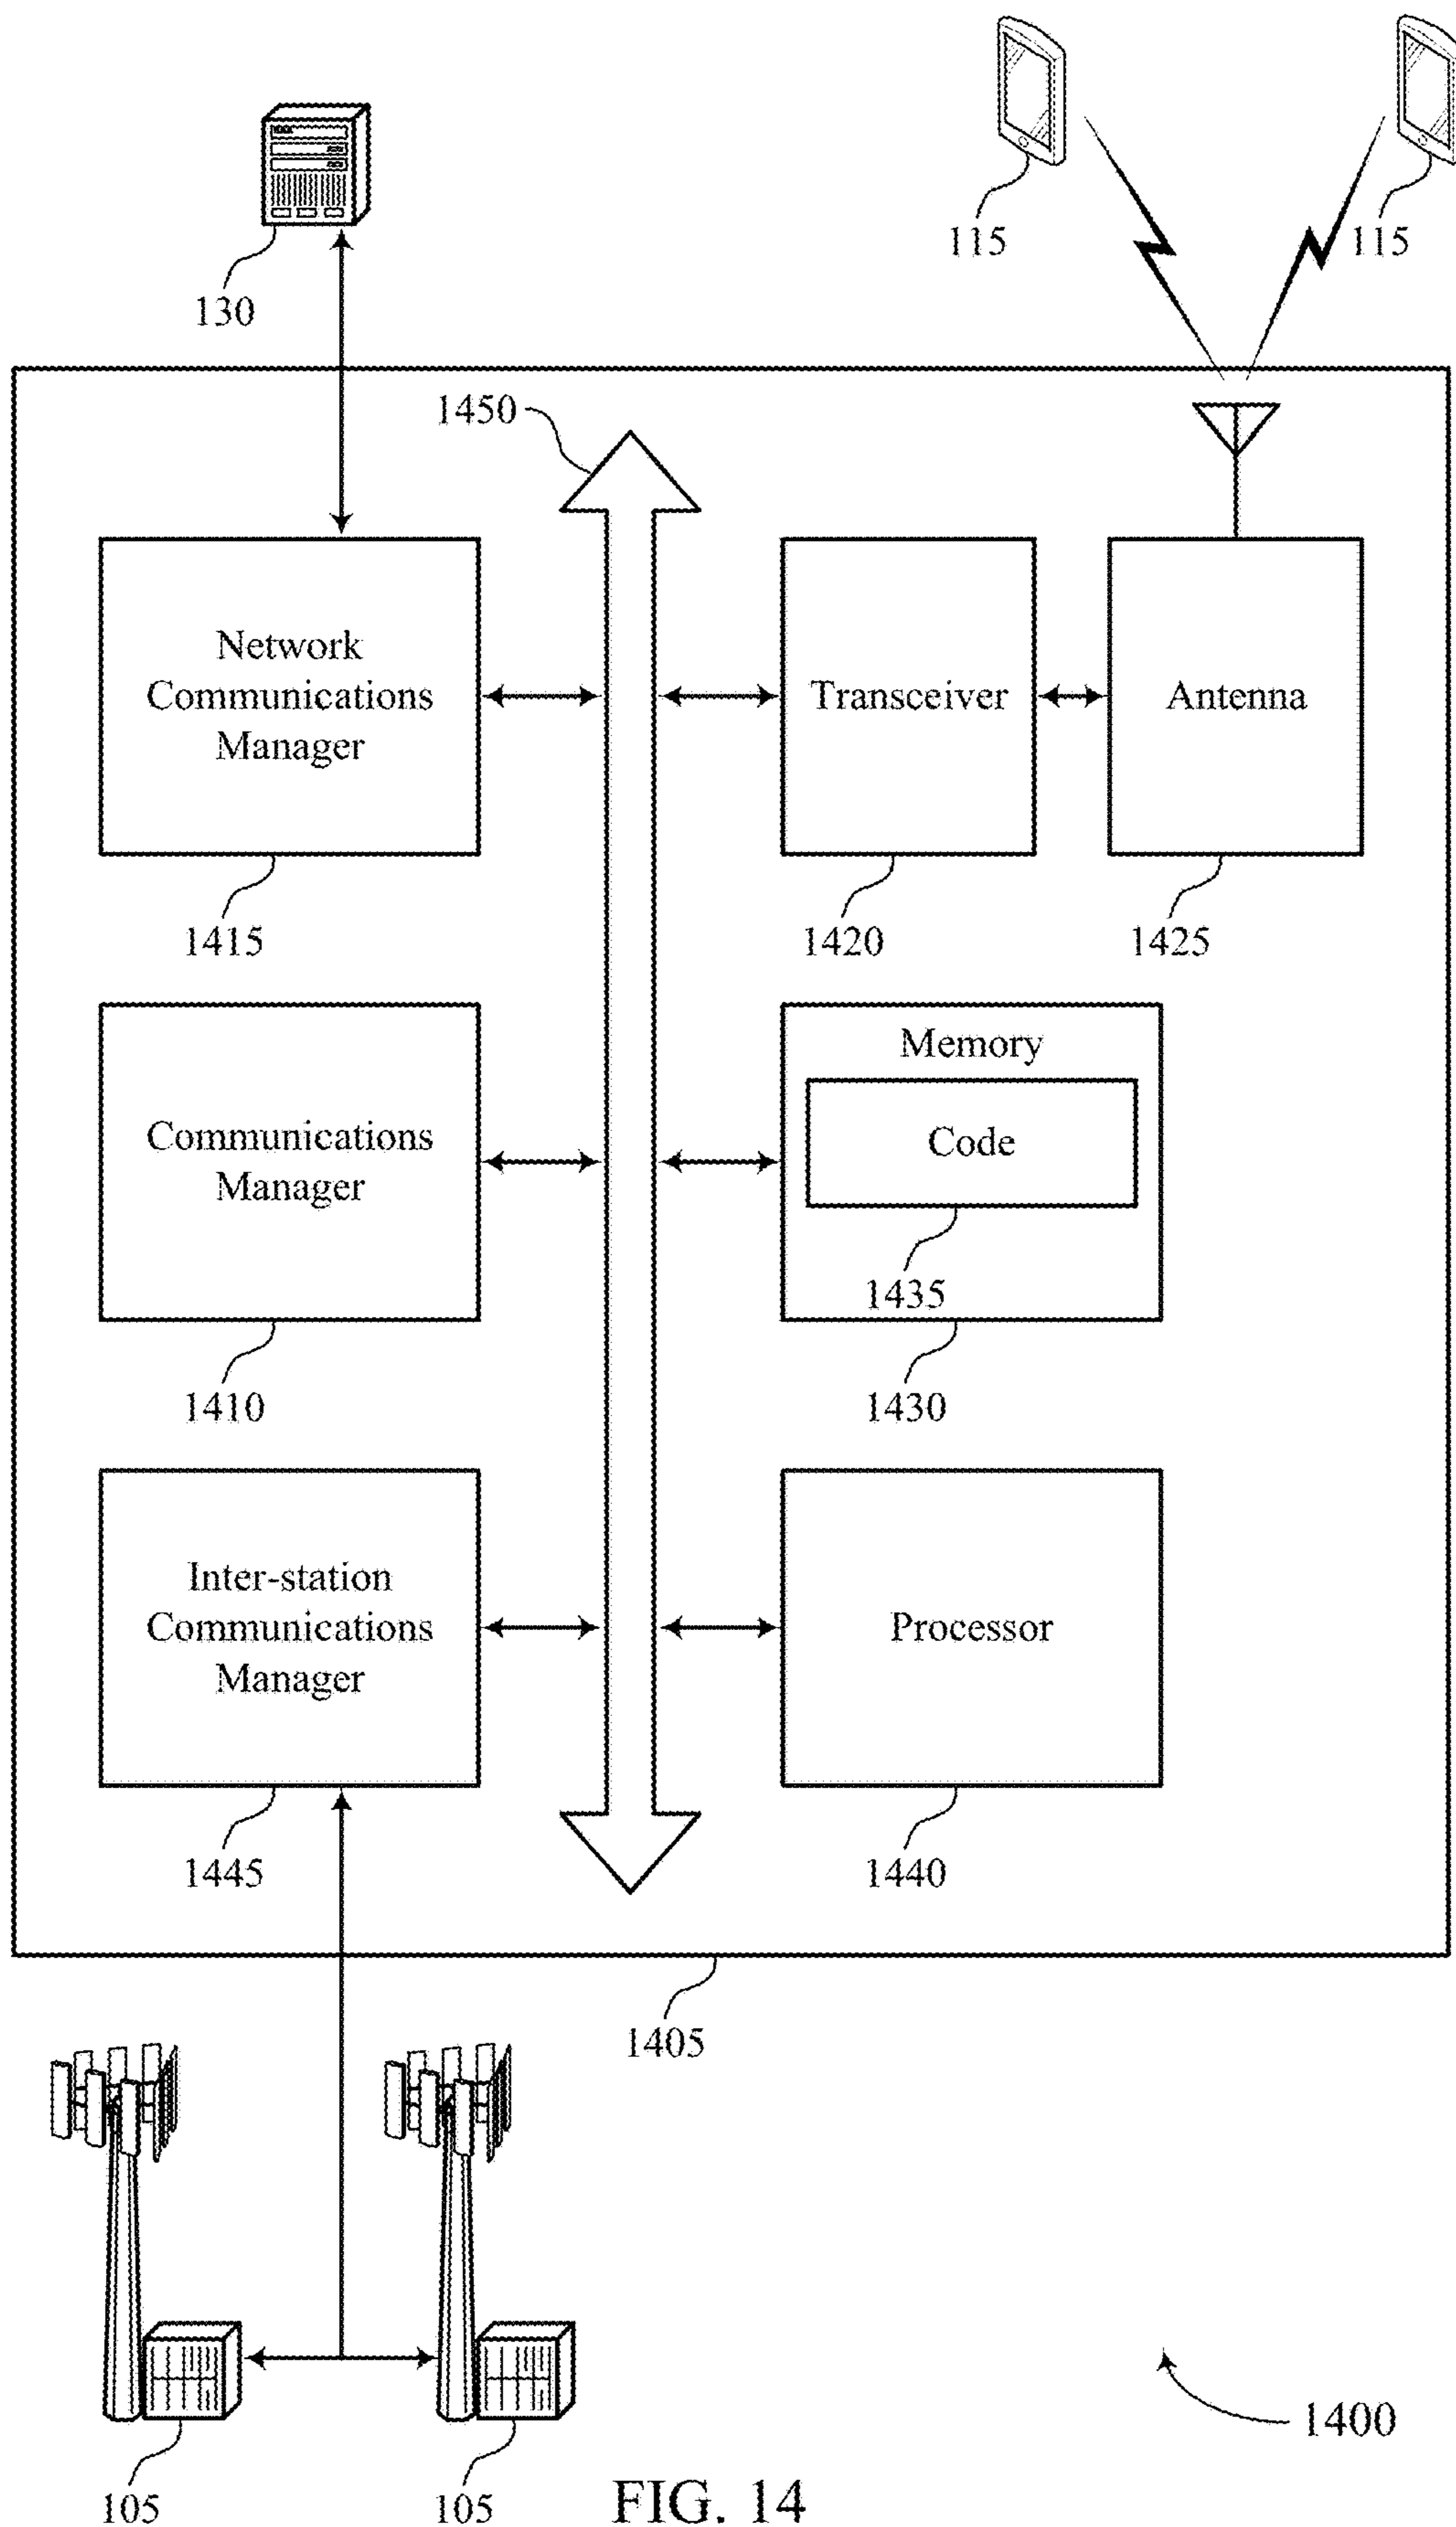 115
115
130
1450
Network
Communications
Manager
Transceiver
Antenna
1415
1420
1425
Communications
Manager
Memory
Code
1435
1410
1430
Inter-station
Communications
Manager
Processor
1445
1440
1405
105
105
1400
FIG. 14